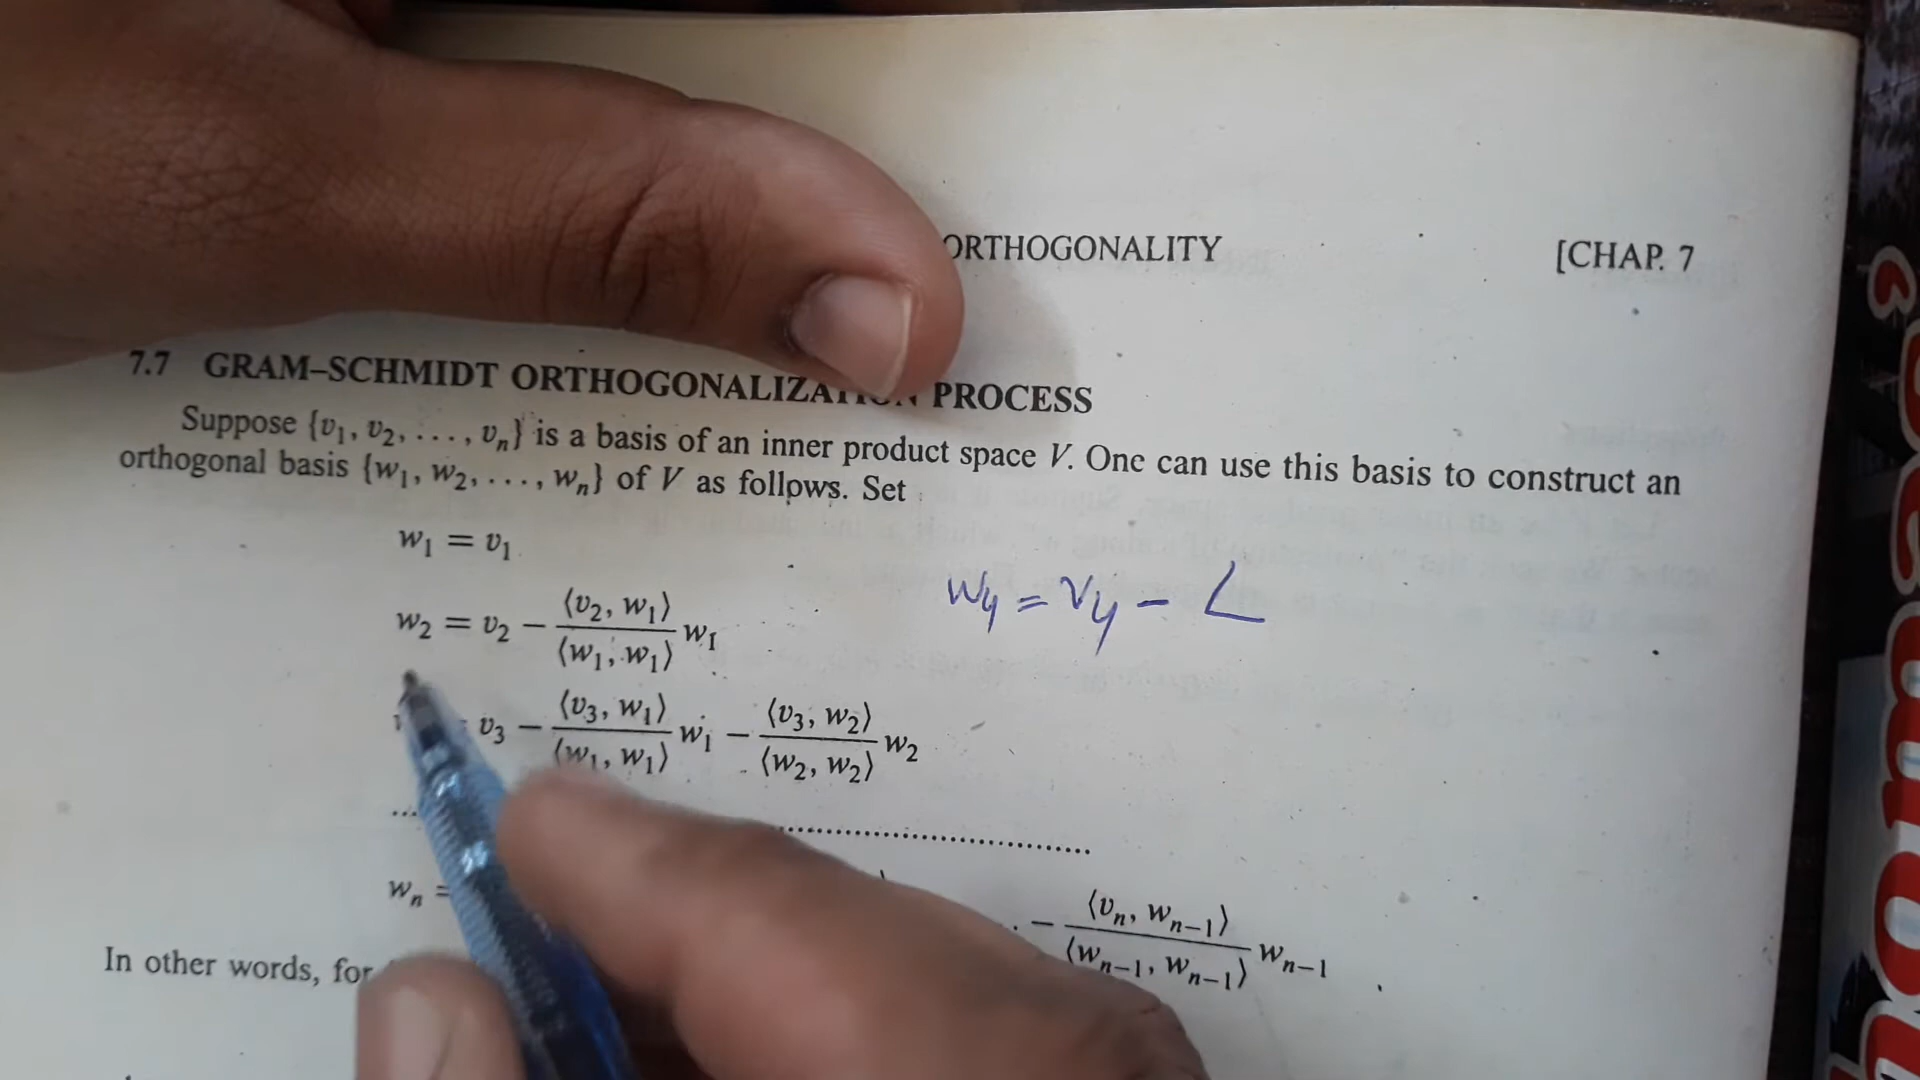 ORTHOGONALITY [CHAP. 7
7.7 GRAM–SCHMIDT ORTHOGONALIZATION PROCESS
Suppose {v₁, v₂, . . . , vₙ} is a basis of an inner product space V. One can use this basis to construct an
orthogonal basis {w₁, w₂, . . . , wₙ} of V as follows. Set
w₁ = v₁
w₂ = v₂ − ⟨v₂, w₁⟩/⟨w₁, w₁⟩ w₁
w₄ = v₄ − ∠
v₃ − ⟨v₃, w₁⟩/⟨w₁, w₁⟩ w₁ − ⟨v₃, w₂⟩/⟨w₂, w₂⟩ w₂
..............................
wₙ = . − ⟨vₙ, wₙ₋₁⟩/⟨wₙ₋₁, wₙ₋₁⟩ wₙ₋₁
In other words, for